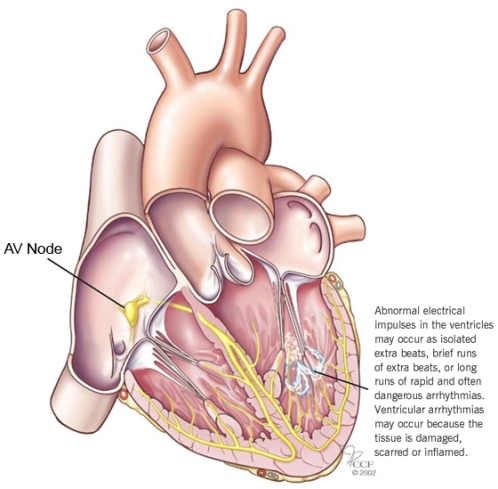 AV Node
Abnormal electrical
impulses in the ventricles
may occur as isolated
extra beats, brief runs
of extra beats, or long
runs of rapid and often
dangerous arrhythmias.
Ventricular arrhythmias
may occur because the
tissue is damaged,
scarred or inflamed.
CCF
©2002